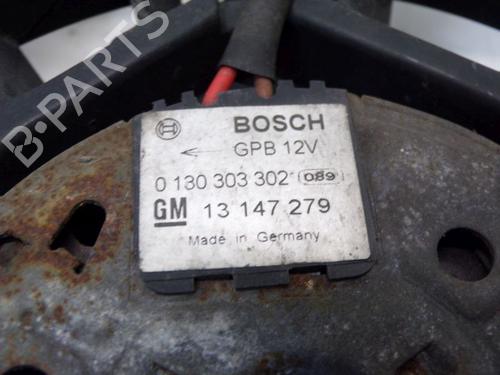 BOSCH
← GPB 12V
0 130 303 302 089
GM 13 147 279
Made in Germany
B-PARTS